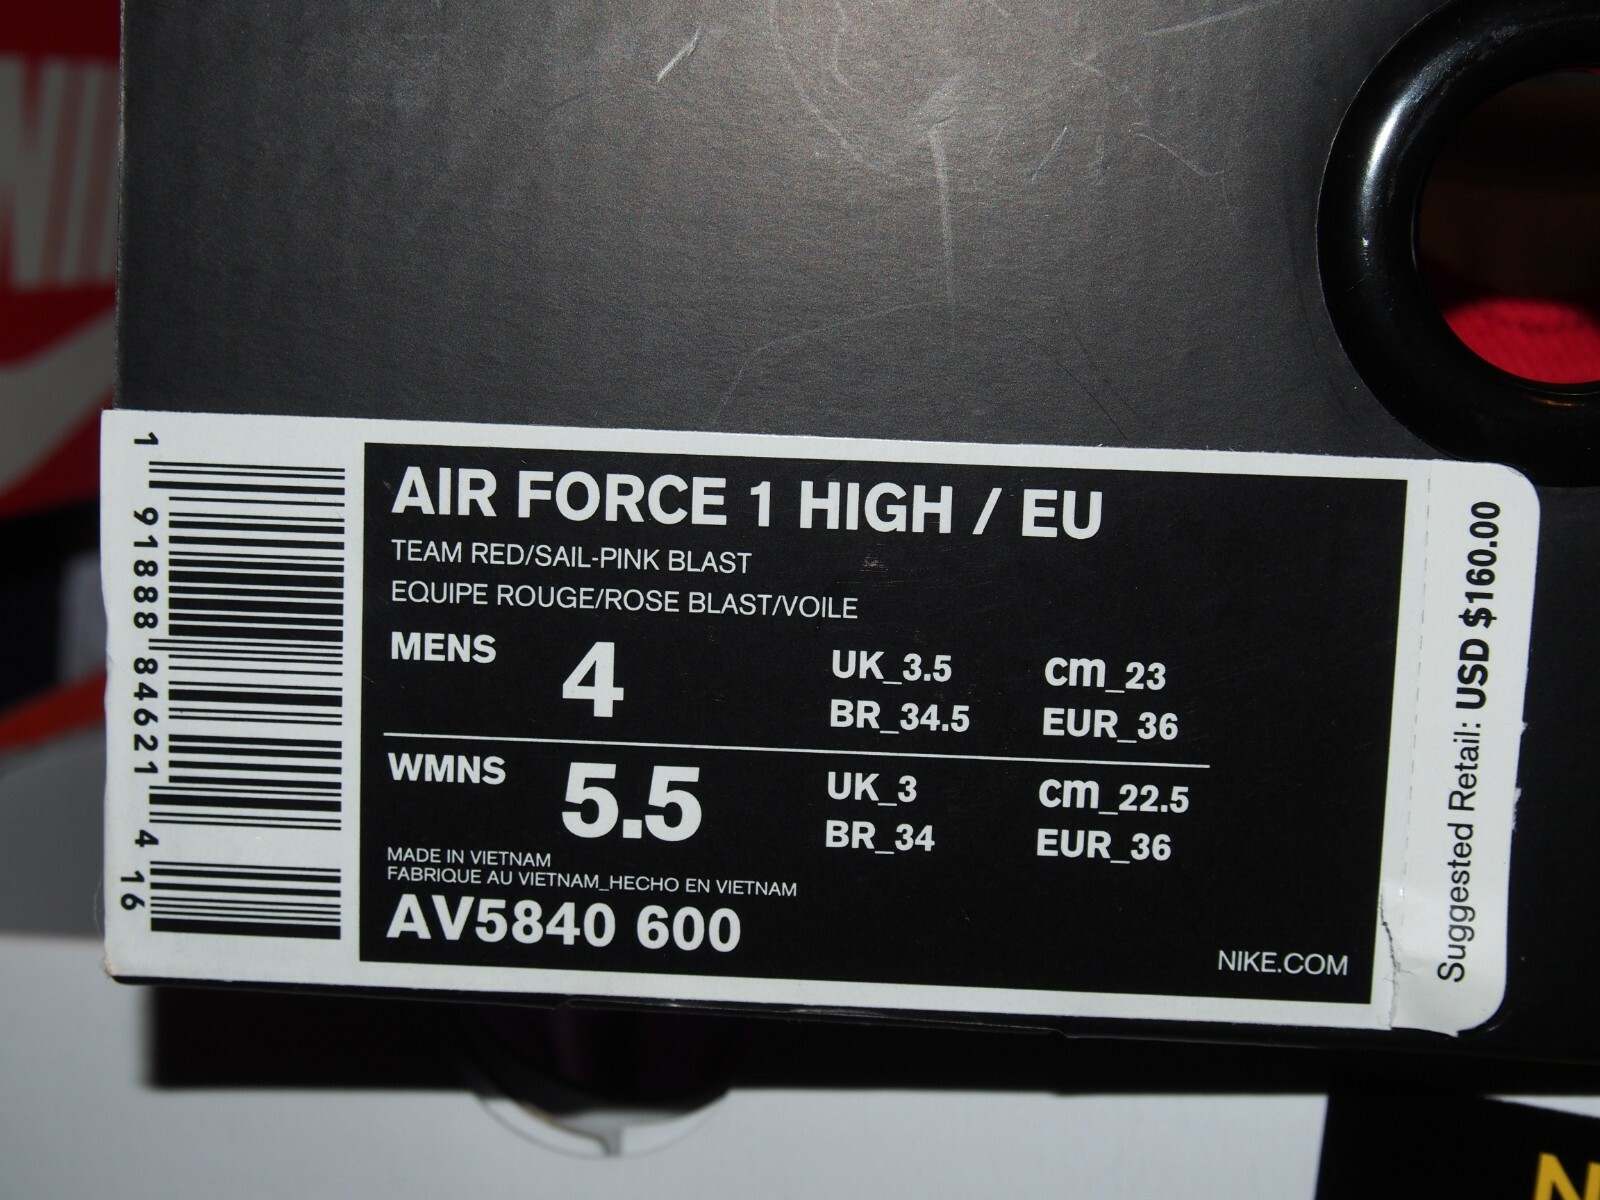 AIR FORCE 1 HIGH / EU
TEAM RED/SAIL-PINK BLAST
EQUIPE ROUGE/ROSE BLAST/VOILE
MENS 4 UK_3.5 cm_23
BR_34.5 EUR_36
WMNS 5.5 UK_3 cm_22.5
BR_34 EUR_36
MADE IN VIETNAM
FABRIQUE AU VIETNAM_HECHO EN VIETNAM
AV5840 600
NIKE.COM
1 91888 84621 4 16
Suggested Retail: USD $160.00